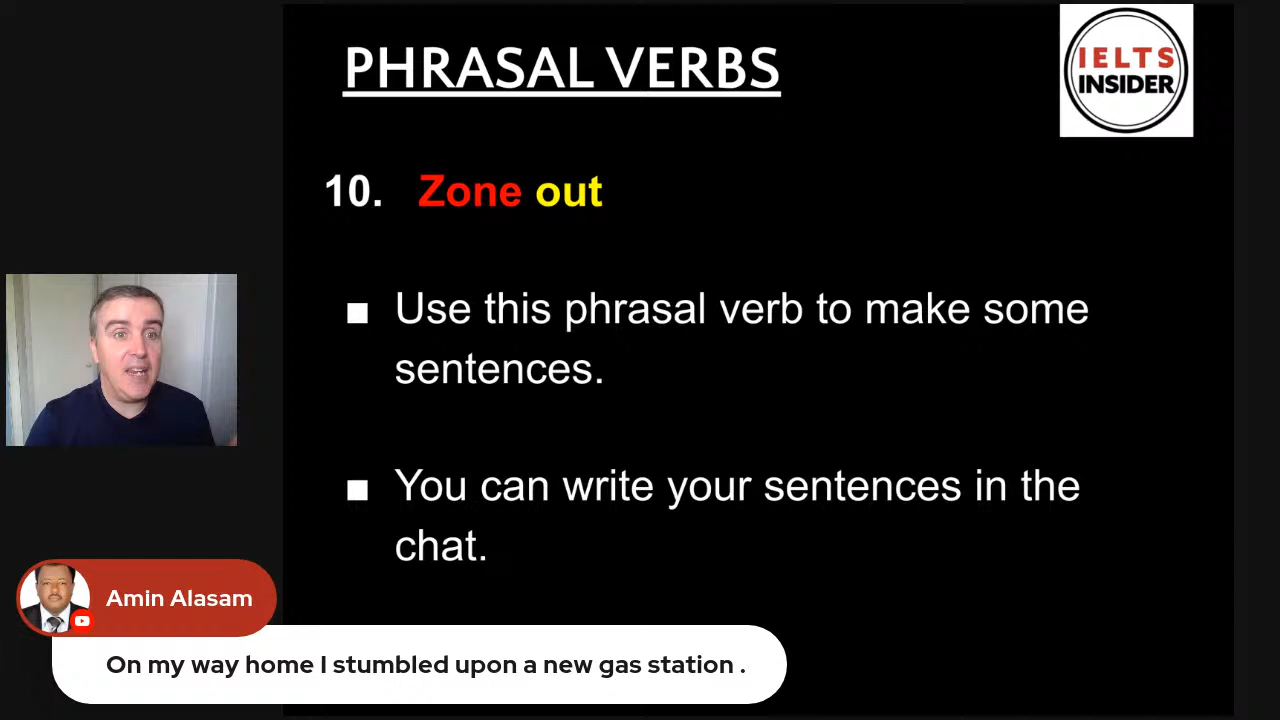 PHRASAL VERBS
IELTS
INSIDER
10. Zone out
■ Use this phrasal verb to make some
sentences.
■ You can write your sentences in the
chat.
Amin Alasam
On my way home I stumbled upon a new gas station .